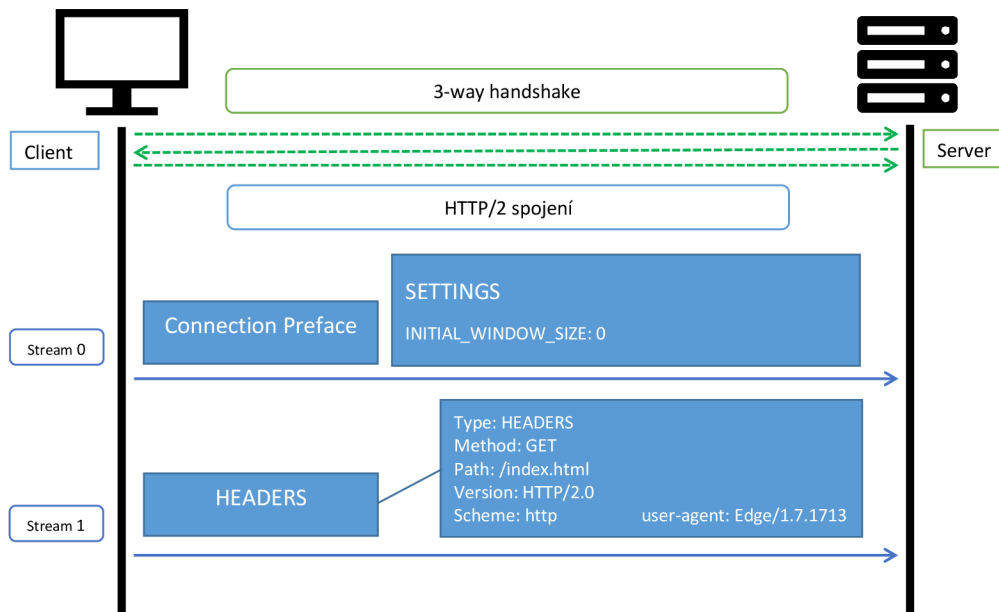 3-way handshake
Client
Server
HTTP/2 spojení
SETTINGS
Connection Preface
INITIAL_WINDOW_SIZE: 0
Stream 0
Type: HEADERS
Method: GET
Path: /index.html
HEADERS
Version: HTTP/2.0
Scheme: http user-agent: Edge/1.7.1713
Stream 1